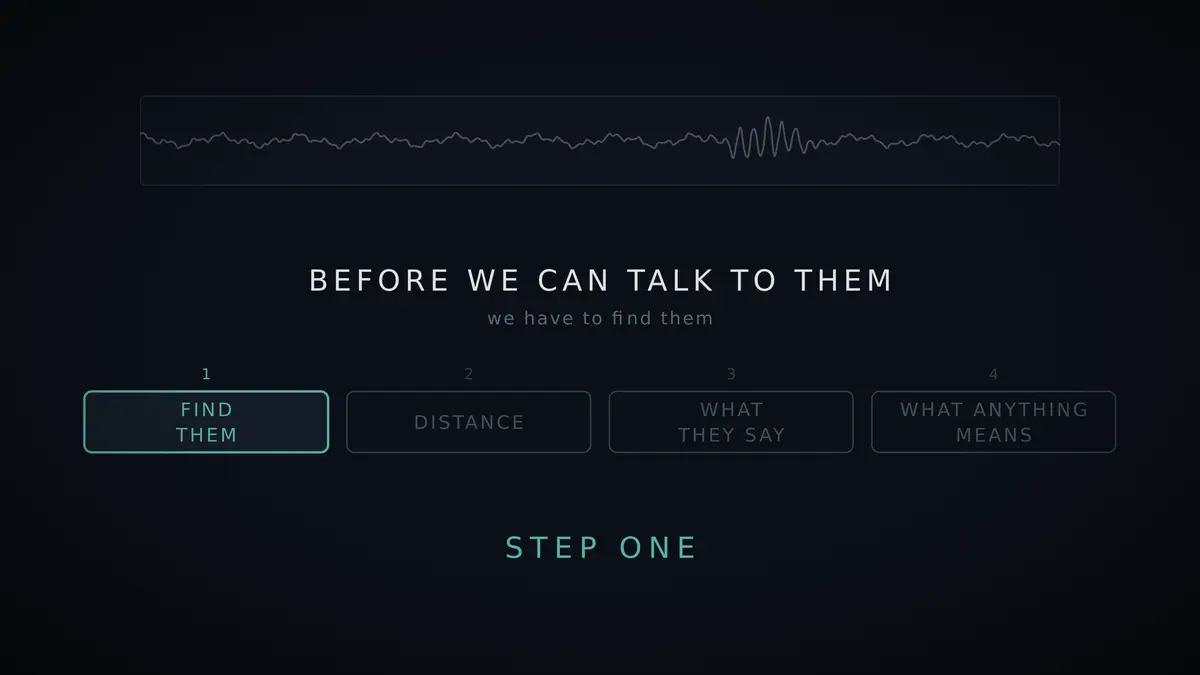 BEFORE WE CAN TALK TO THEM
we have to find them
1
FIND
THEM
2
DISTANCE
3
WHAT
THEY SAY
4
WHAT ANYTHING
MEANS
STEP ONE